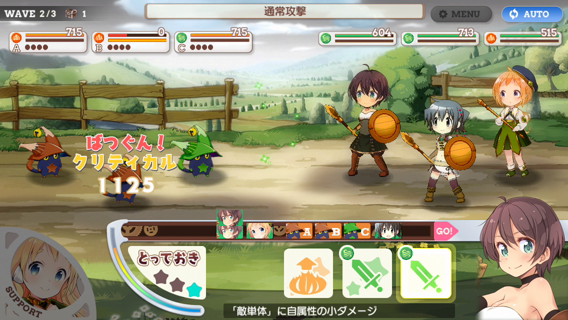 WAVE 2/3 1
通常攻撃
MENU
AUTO
715
0
715
604
713
515
A
B
C
ばつぐん!
クリティカル
1125
A
B
C
GO!
とっておき
SUPPORT
「敵単体」に自属性の小ダメージ